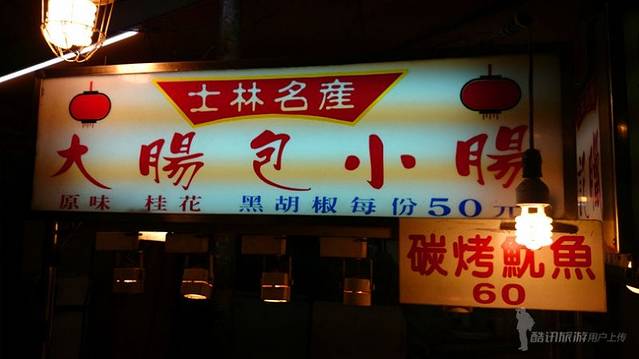 士林名產
大腸包小腸
原味 桂花 黑胡椒每份50元
碳烤魷魚
60
酷讯旅游用户上传